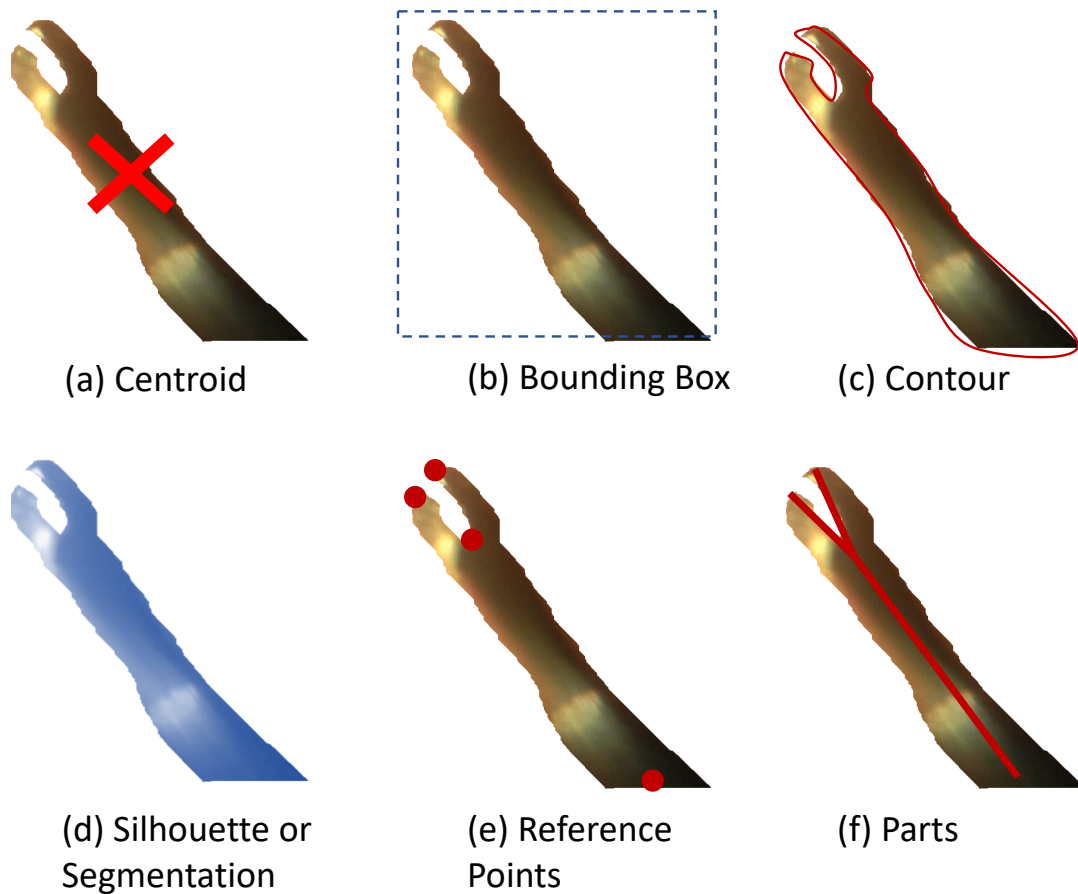 (a) Centroid
(b) Bounding Box
(c) Contour
(d) Silhouette or
Segmentation
(e) Reference
Points
(f) Parts